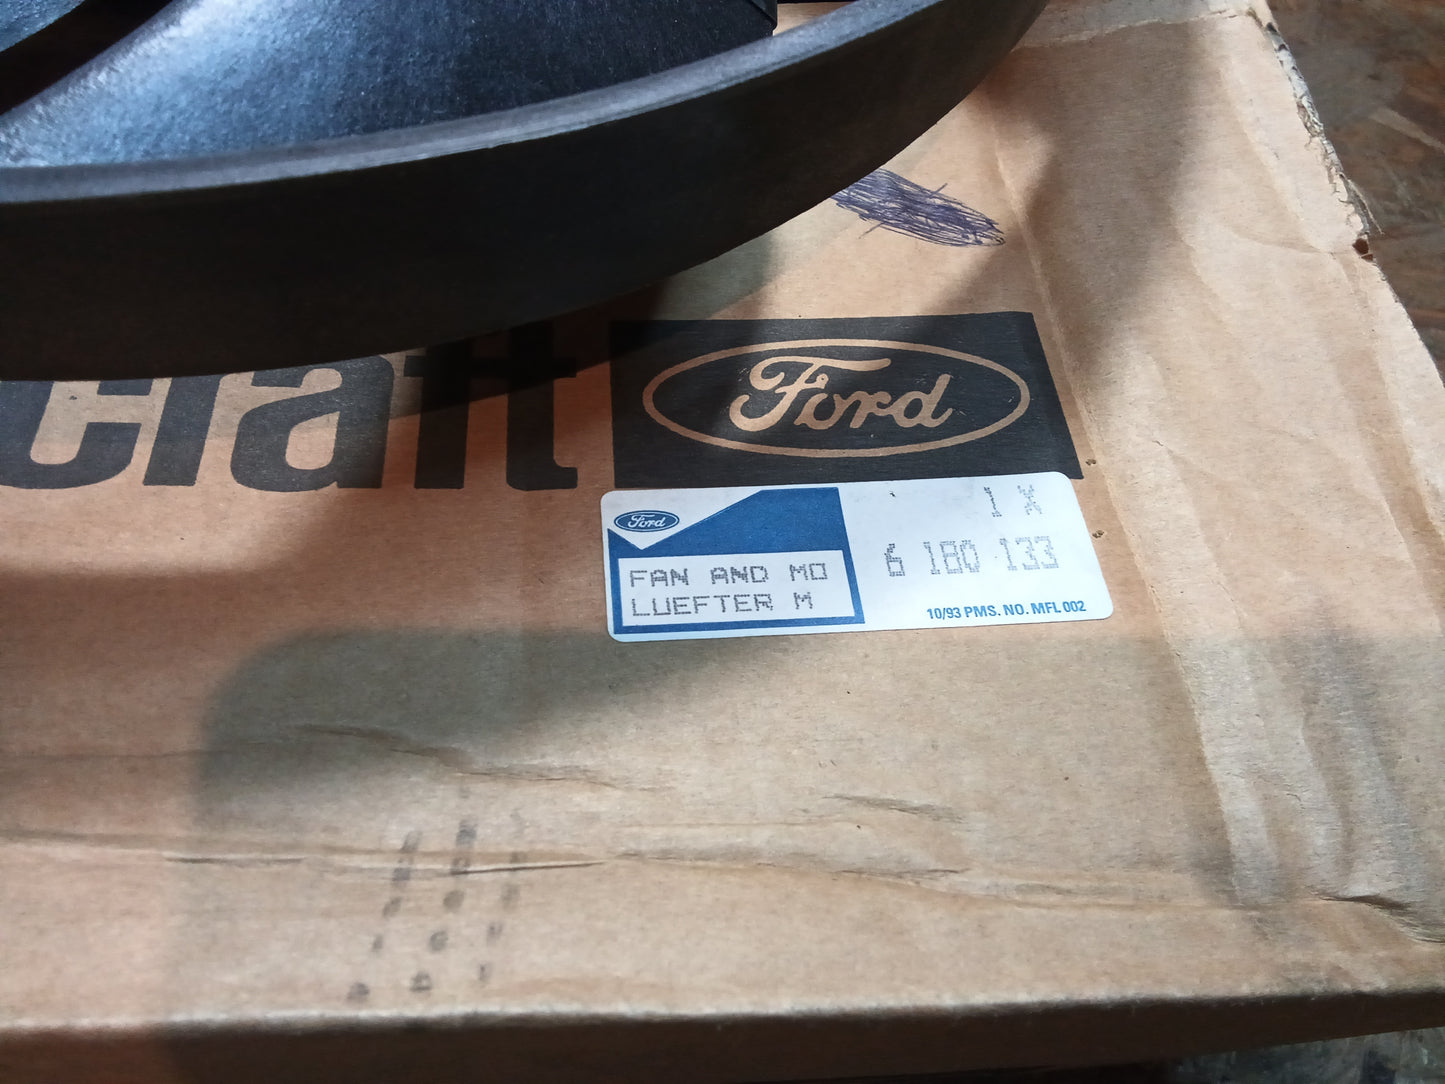 craft Ford
Ford
1 X
6 180 133
FAN AND MO
LUEFTER M
10/93 PMS. NO. MFL 002